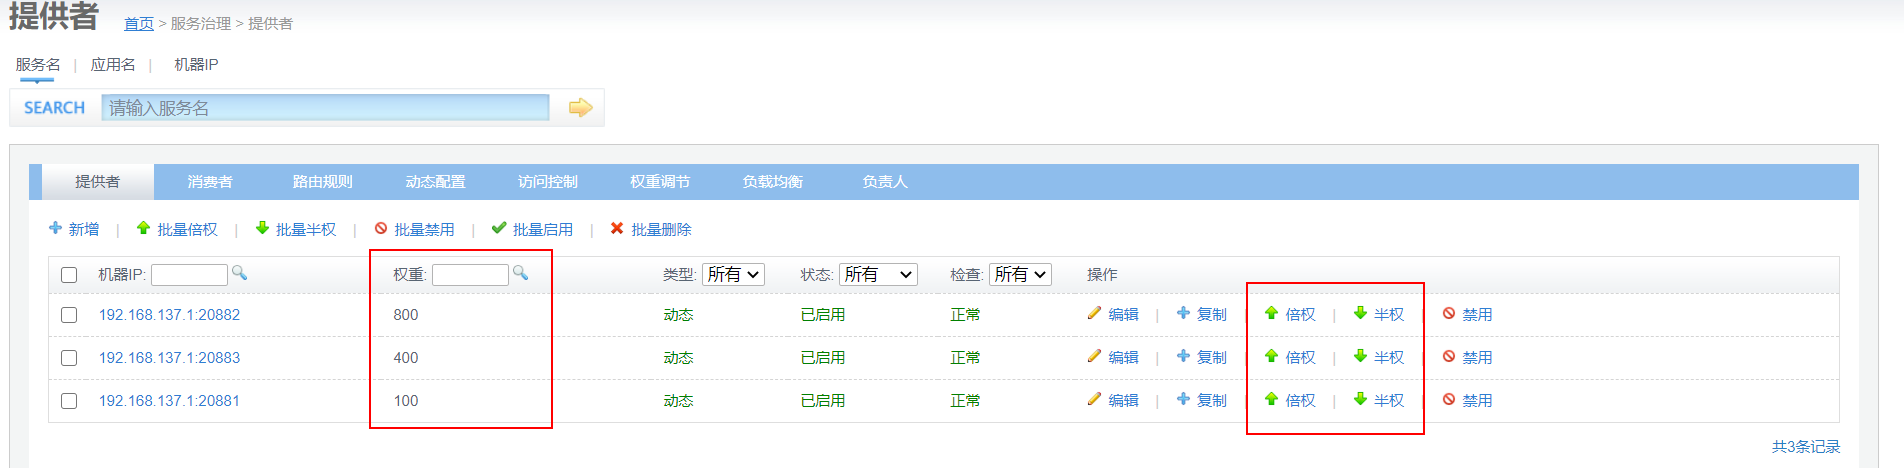 提供者 首页 > 服务治理 > 提供者
服务名 | 应用名 | 机器IP
SEARCH 请输入服务名
提供者 消费者 路由规则 动态配置 访问控制 权重调节 负载均衡 负责人
新增 | 批量倍权 | 批量半权 | 批量禁用 | 批量启用 | 批量删除
机器IP: 权重: 类型: 所有 状态: 所有 检查: 所有 操作
192.168.137.1:20882 800 动态 已启用 正常 编辑 | 复制 | 倍权 | 半权 | 禁用
192.168.137.1:20883 400 动态 已启用 正常 编辑 | 复制 | 倍权 | 半权 | 禁用
192.168.137.1:20881 100 动态 已启用 正常 编辑 | 复制 | 倍权 | 半权 | 禁用
共3条记录